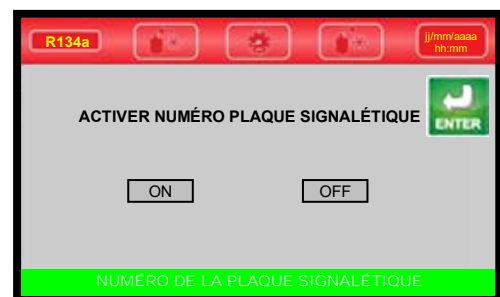 R134a
jj/mm/aaaa
hh:mm
ACTIVER NUMÉRO PLAQUE SIGNALÉTIQUE
ENTER
ON OFF
NUMÉRO DE LA PLAQUE SIGNALÉTIQUE